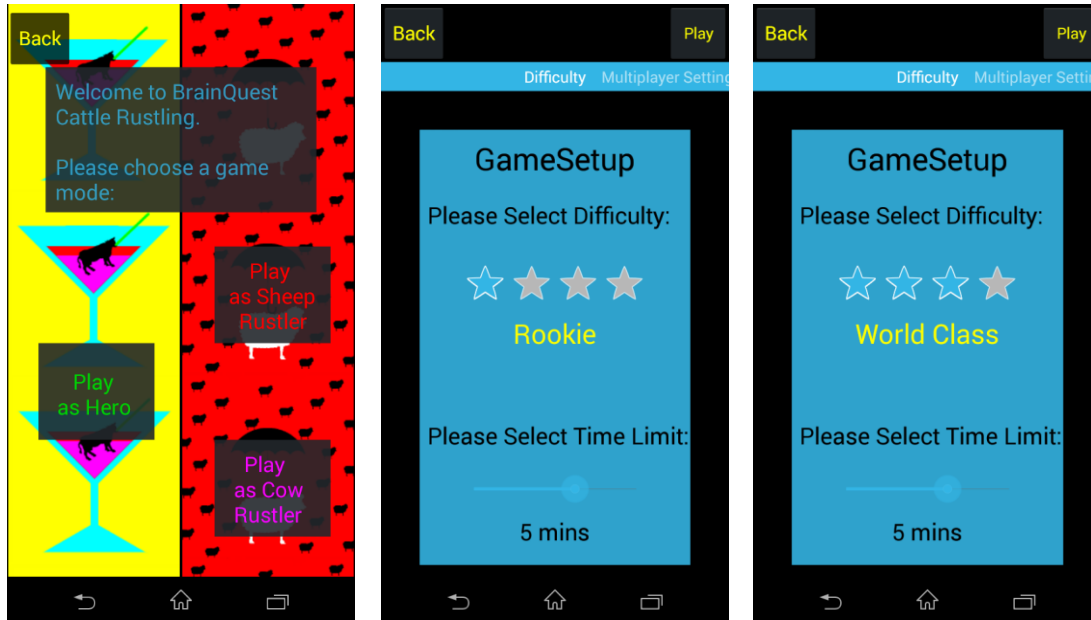 Back
Welcome to BrainQuest
Cattle Rustling.
Please choose a game
mode:
Play
as Sheep
Rustler
Play
as Hero
Play
as Cow
Rustler
Back
Play
Difficulty Multiplayer Setting
GameSetup
Please Select Difficulty:
Rookie
Please Select Time Limit:
5 mins
Back
Play
Difficulty Multiplayer Settin
GameSetup
Please Select Difficulty:
World Class
Please Select Time Limit:
5 mins